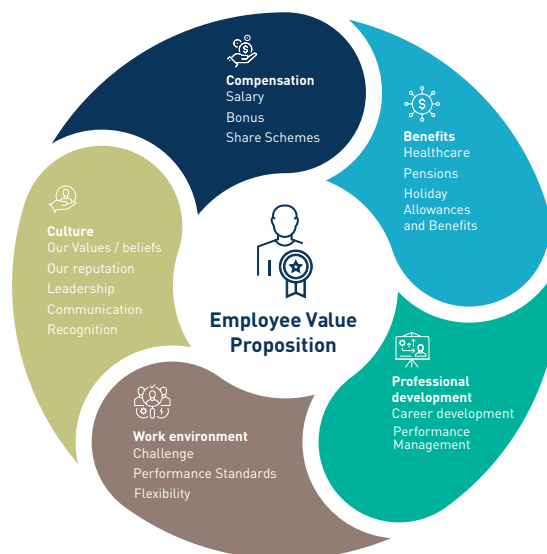 Compensation
Salary
Bonus
Share Schemes
Benefits
Healthcare
Pensions
Holiday
Allowances
and Benefits
Culture
Our Values / beliefs
Our reputation
Leadership
Communication
Recognition
Employee Value
Proposition
Professional
development
Career development
Performance
Management
Work environment
Challenge
Performance Standards
Flexibility